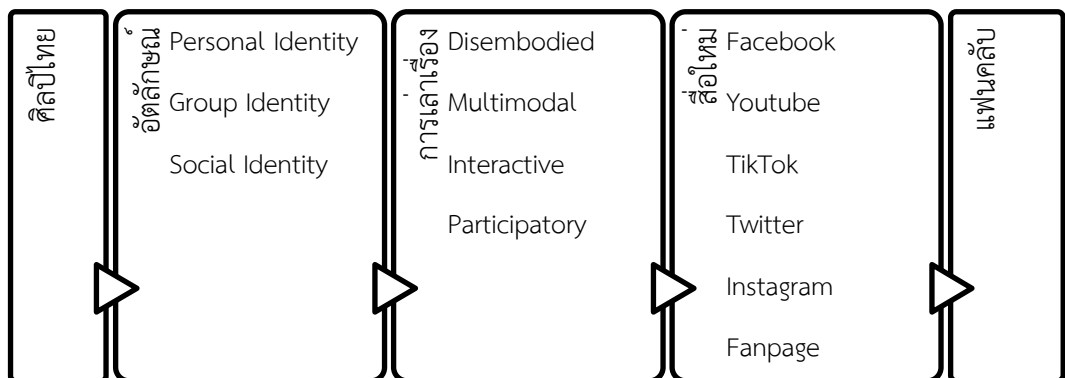 ศิลปินไทย
อัตลักษณ์
Personal Identity
Group Identity
Social Identity
การเล่าเรื่อง
Disembodied
Multimodal
Interactive
Participatory
สื่อใหม่
Facebook
Youtube
TikTok
Twitter
Instagram
Fanpage
แฟนคลับ